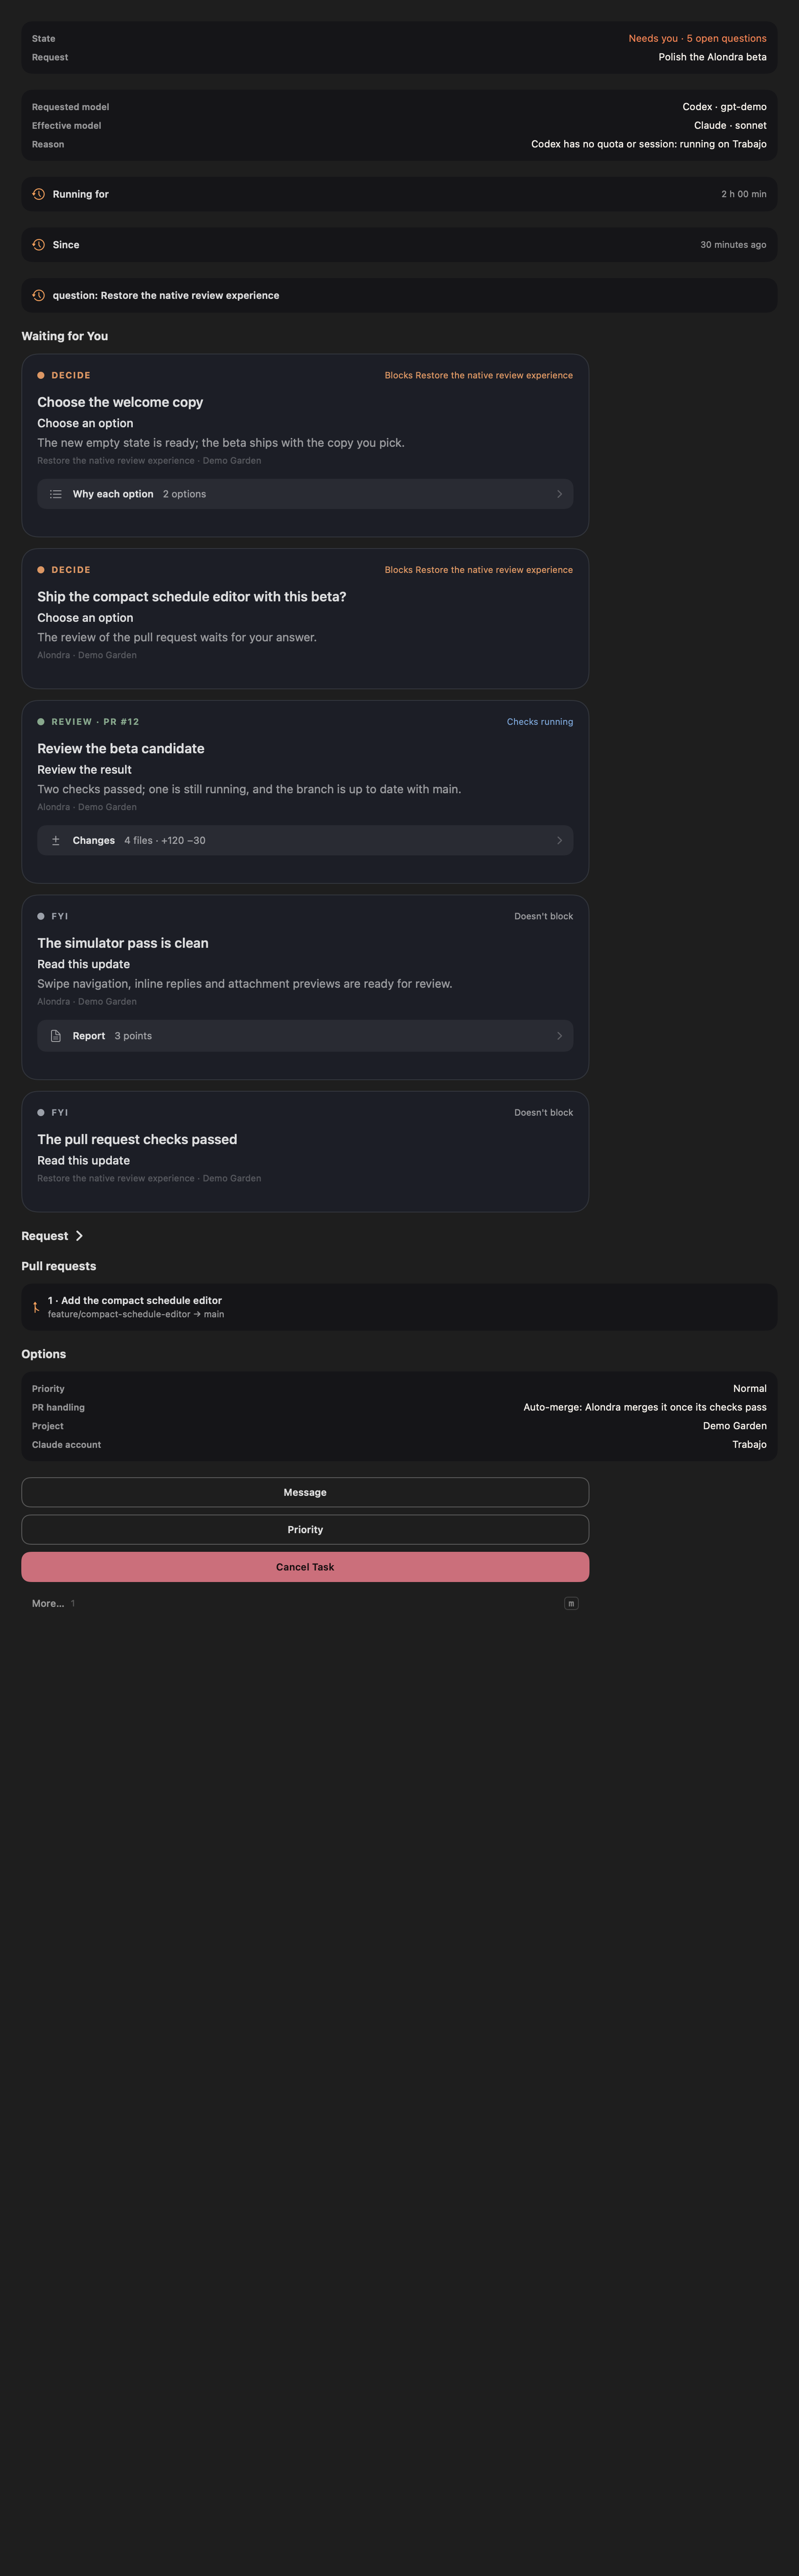 State Needs you · 5 open questions
Request Polish the Alondra beta
Requested model Codex · gpt-demo
Effective model Claude · sonnet
Reason Codex has no quota or session: running on Trabajo
Running for 2 h 00 min
Since 30 minutes ago
question: Restore the native review experience
Waiting for You
DECIDE Blocks Restore the native review experience
Choose the welcome copy
Choose an option
The new empty state is ready; the beta ships with the copy you pick.
Restore the native review experience · Demo Garden
Why each option 2 options
DECIDE Blocks Restore the native review experience
Ship the compact schedule editor with this beta?
Choose an option
The review of the pull request waits for your answer.
Alondra · Demo Garden
REVIEW · PR #12 Checks running
Review the beta candidate
Review the result
Two checks passed; one is still running, and the branch is up to date with main.
Alondra · Demo Garden
Changes 4 files · +120 −30
FYI Doesn't block
The simulator pass is clean
Read this update
Swipe navigation, inline replies and attachment previews are ready for review.
Alondra · Demo Garden
Report 3 points
FYI Doesn't block
The pull request checks passed
Read this update
Restore the native review experience · Demo Garden
Request
Pull requests
1 · Add the compact schedule editor
feature/compact-schedule-editor → main
Options
Priority Normal
PR handling Auto-merge: Alondra merges it once its checks pass
Project Demo Garden
Claude account Trabajo
Message
Priority
Cancel Task
More... 1 m